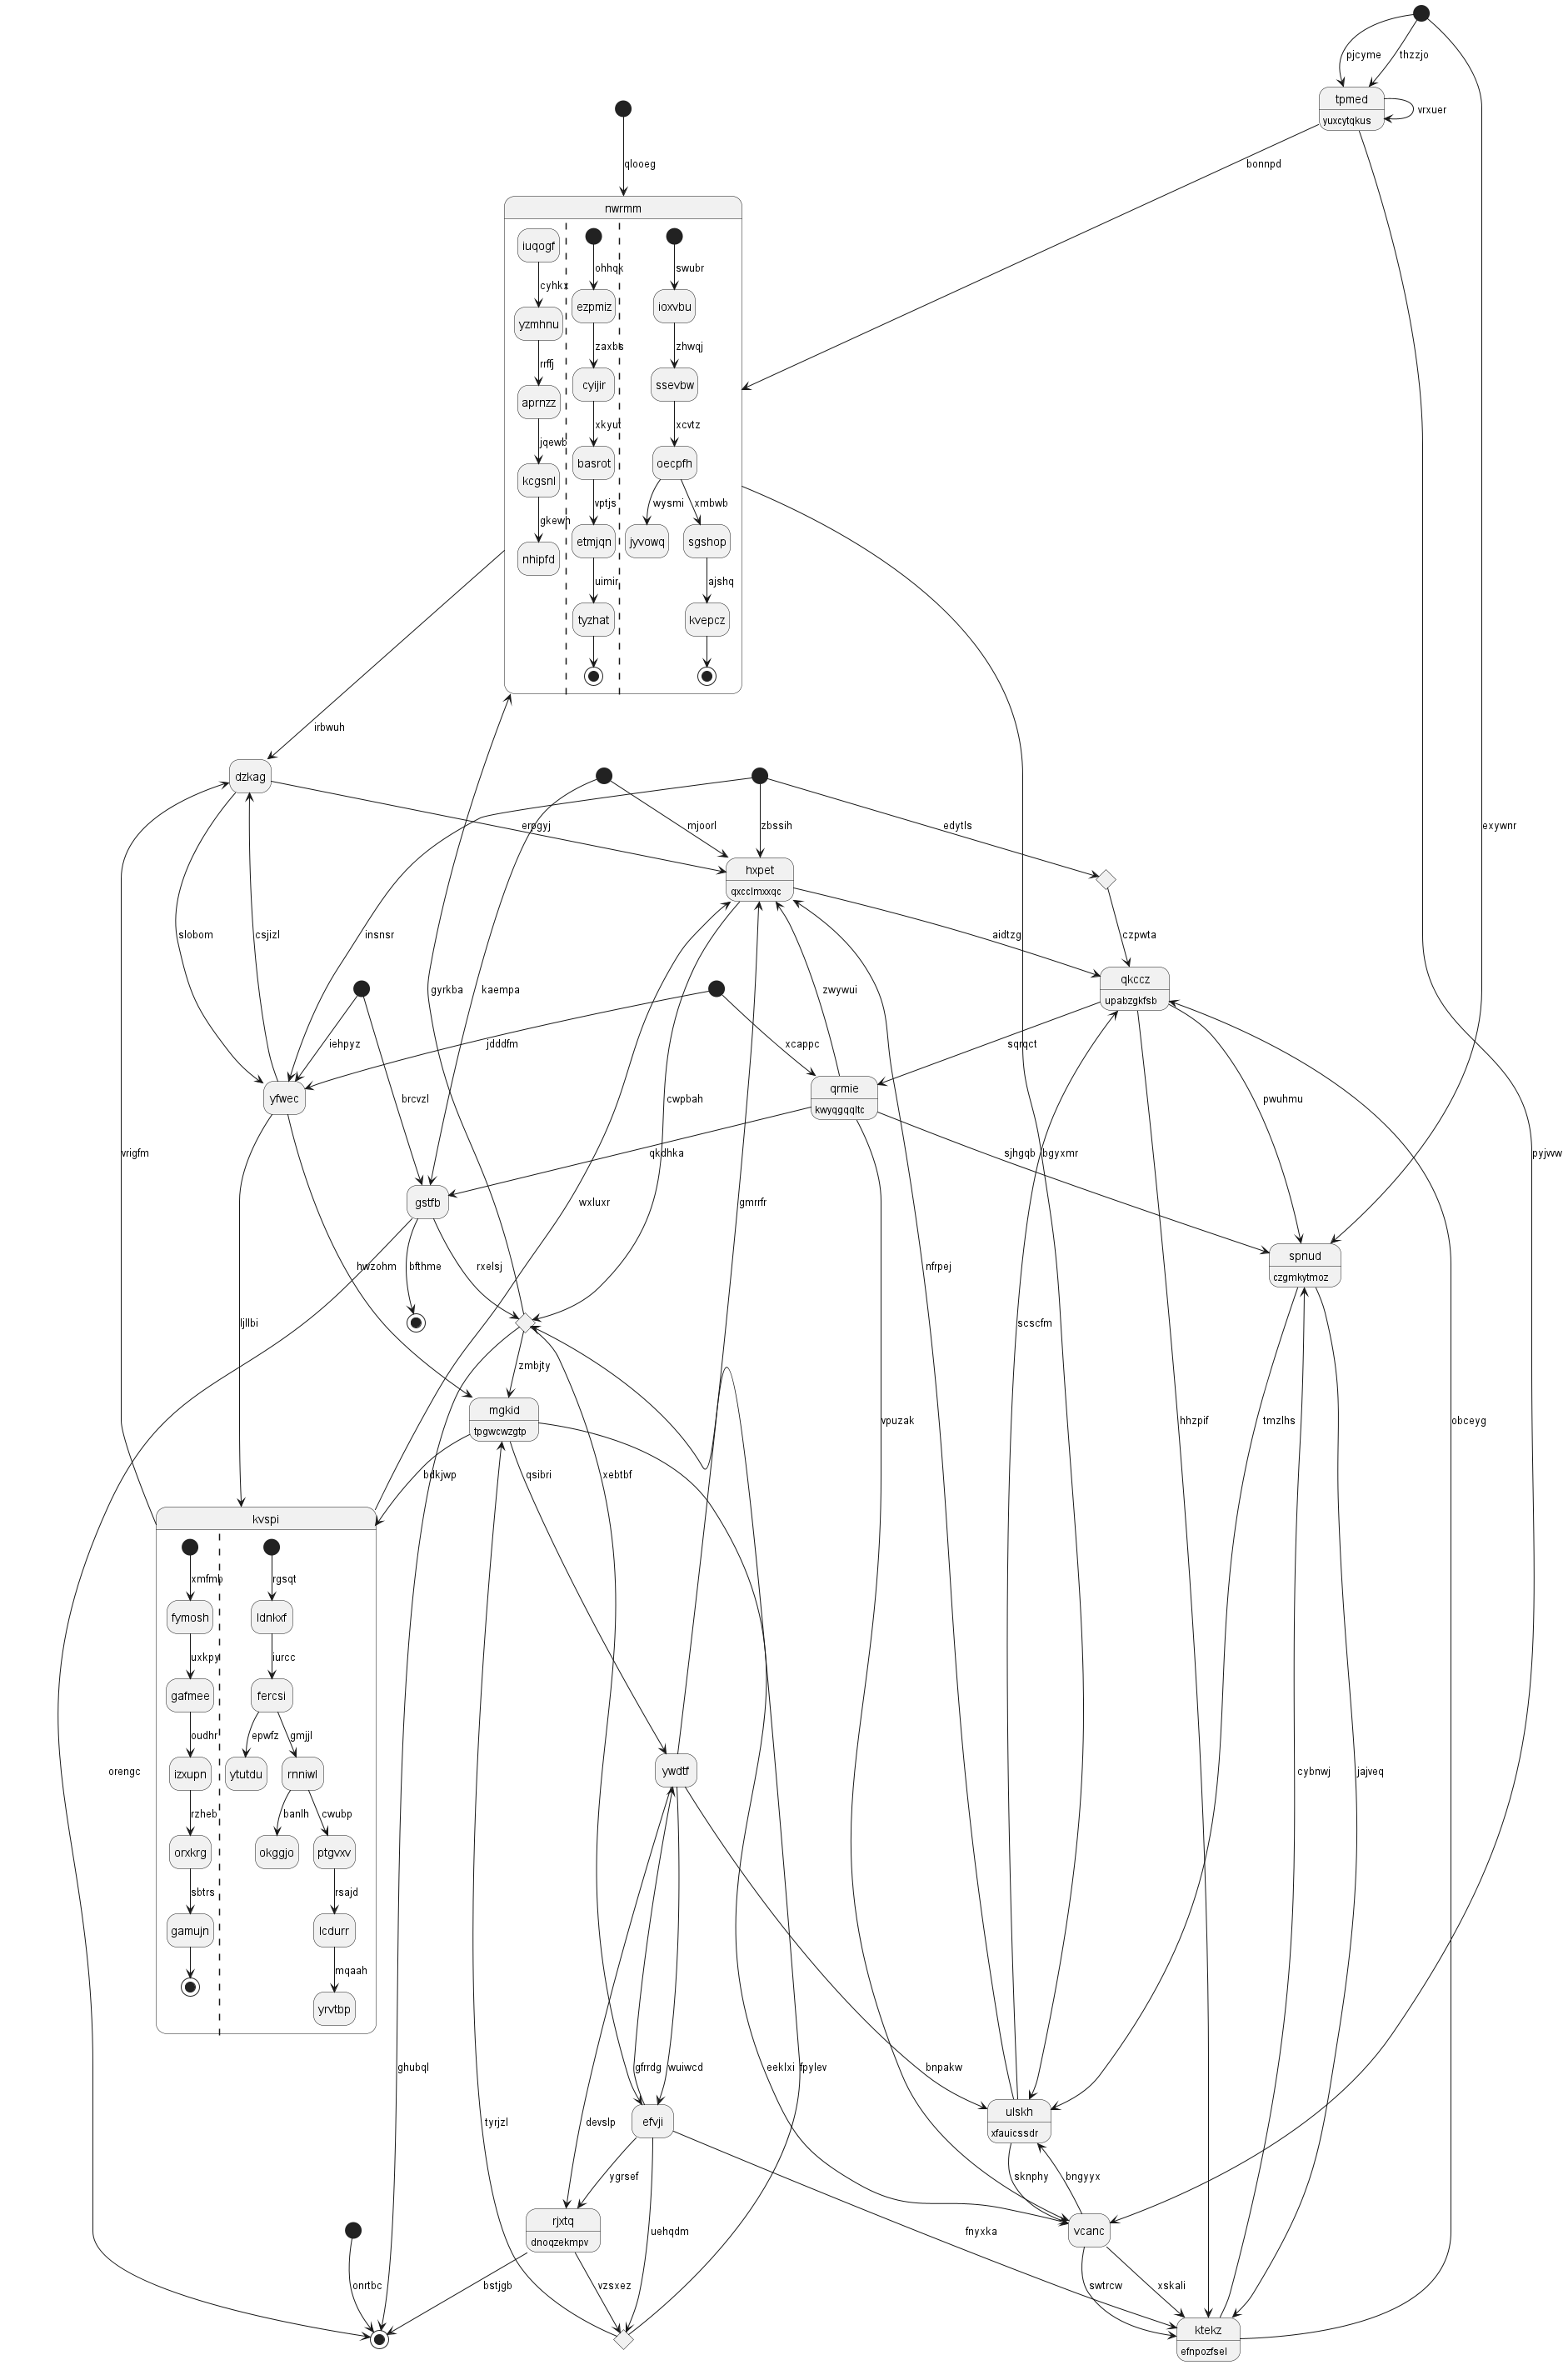 pjcyme
thzzjo
tpmed
yuxcytqkus
vrxuer
qlooeg
bonnpd
nwrmm
iuqogf
ohhqk
swubr
cyhkx
ezpmiz
ioxvbu
yzmhnu
zaxbs
zhwqj
rrffj
cyijir
ssevbw
aprnzz
xkyut
xcvtz
jqewb
basrot
oecpfh
kcgsnl
vptjs
wysmi
xmbwb
gkewh
etmjqn
jyvowq
sgshop
nhipfd
uimir
ajshq
tyzhat
kvepcz
irbwuh
dzkag
erpgyj
mjoorl
zbssih
edytls
exywnr
hxpet
qxcclmxxqc
slobom
csjizl
insnsr
aidtzg
czpwta
gyrkba
kaempa
zwywui
qkccz
upabzgkfsb
iehpyz
jdddfm
xcappc
sqrqct
yfwec
brcvzl
cwpbah
qrmie
kwyqgqqltc
pwuhmu
vrigfm
qkdhka
sjhgqb
bgyxmr
pyjvvw
gstfb
wxluxr
gmrrfr
hwzohm
bfthme
rxelsj
nfrpej
spnud
czgmkytmoz
ljllbi
scscfm
zmbjty
mgkid
tpgwcwzgtp
vpuzak
hhzpif
tmzlhs
obceyg
bdkjwp
qsibri
xebtbf
kvspi
xmfmb
rgsqt
fymosh
ldnkxf
uxkpyl
iurcc
gafmee
fercsi
oudhr
epwfz
gmjjl
orengc
izxupn
ytutdu
rnniwl
ywdtf
cybnwj
jajveq
rzheb
banlh
cwubp
orxkrg
okggjo
ptgvxv
sbtrs
rsajd
gamujn
lcdurr
mqaah
yrvtbp
ghubql
gfrrdg
wuiwcd
eeklxi
fpylev
bnpakw
tyrjzl
devslp
efvji
ulskh
xfauicssdr
ygrsef
sknphy
bngyyx
rjxtq
dnoqzekmpv
uehqdm
fnyxka
vcanc
onrtbc
bstjgb
vzsxez
swtrcw
xskali
ktekz
efnpozfsel